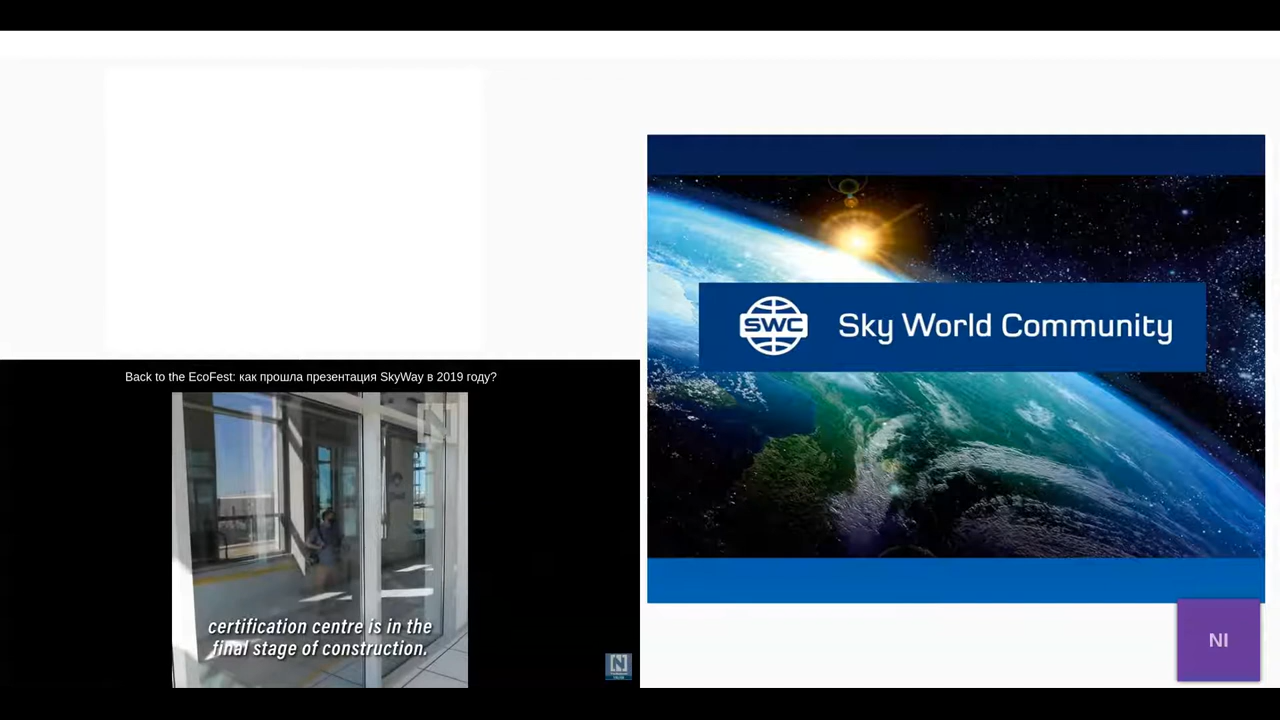 Back to the EcoFest: как прошла презентация SkyWay в 2019 году?
SWC Sky World Community
certification centre is in the
final stage of construction.
N
NI